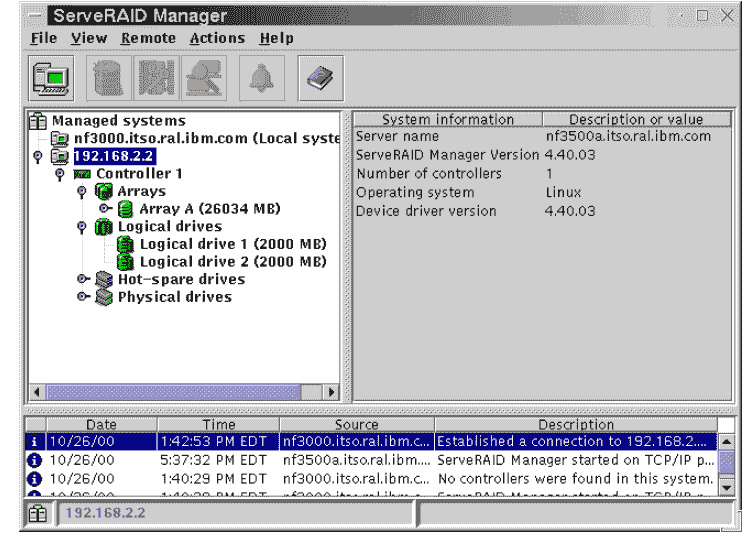 ServeRAID Manager
File View Remote Actions Help
Managed systems
nf3000.itso.ral.ibm.com (Local syste
192.168.2.2
Controller 1
Arrays
Array A (26034 MB)
Logical drives
Logical drive 1 (2000 MB)
Logical drive 2 (2000 MB)
Hot-spare drives
Physical drives
System information Description or value
Server name nf3500a.itso.ral.ibm.com
ServeRAID Manager Version 4.40.03
Number of controllers 1
Operating system Linux
Device driver version 4.40.03
Date Time Source Description
10/26/00 1:42:53 PM EDT nf3000.itso.ral.ibm.c... Established a connection to 192.168.2....
10/26/00 5:37:32 PM EDT nf3500a.itso.ral.ibm.... ServeRAID Manager started on TCP/IP p...
10/26/00 1:40:29 PM EDT nf3000.itso.ral.ibm.c... No controllers were found in this system.
192.168.2.2